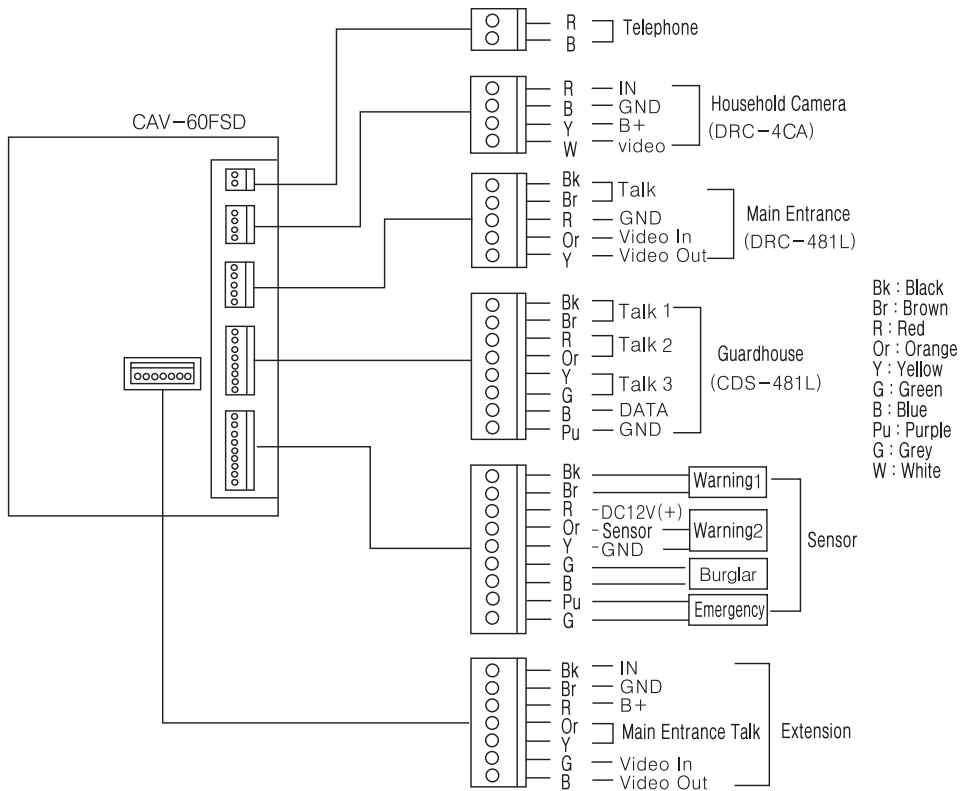 CAV-60FSD
R
B
Telephone
R IN
B GND
Y B+
W video
Household Camera
(DRC-4CA)
Bk
Br
Talk
R GND
Or Video In
Y Video Out
Main Entrance
(DRC-481L)
Bk
Br
Talk 1
R
Or
Talk 2
Y
G
Talk 3
B DATA
Pu GND
Guardhouse
(CDS-481L)
Bk
Br
Warning1
R DC12V(+)
Or Sensor
Y GND
Warning2
G
B
Burglar
Pu
G
Emergency
Sensor
Bk IN
Br GND
R B+
Or
Y
Main Entrance Talk
G Video In
B Video Out
Extension
Bk : Black
Br : Brown
R : Red
Or : Orange
Y : Yellow
G : Green
B : Blue
Pu : Purple
G : Grey
W : White